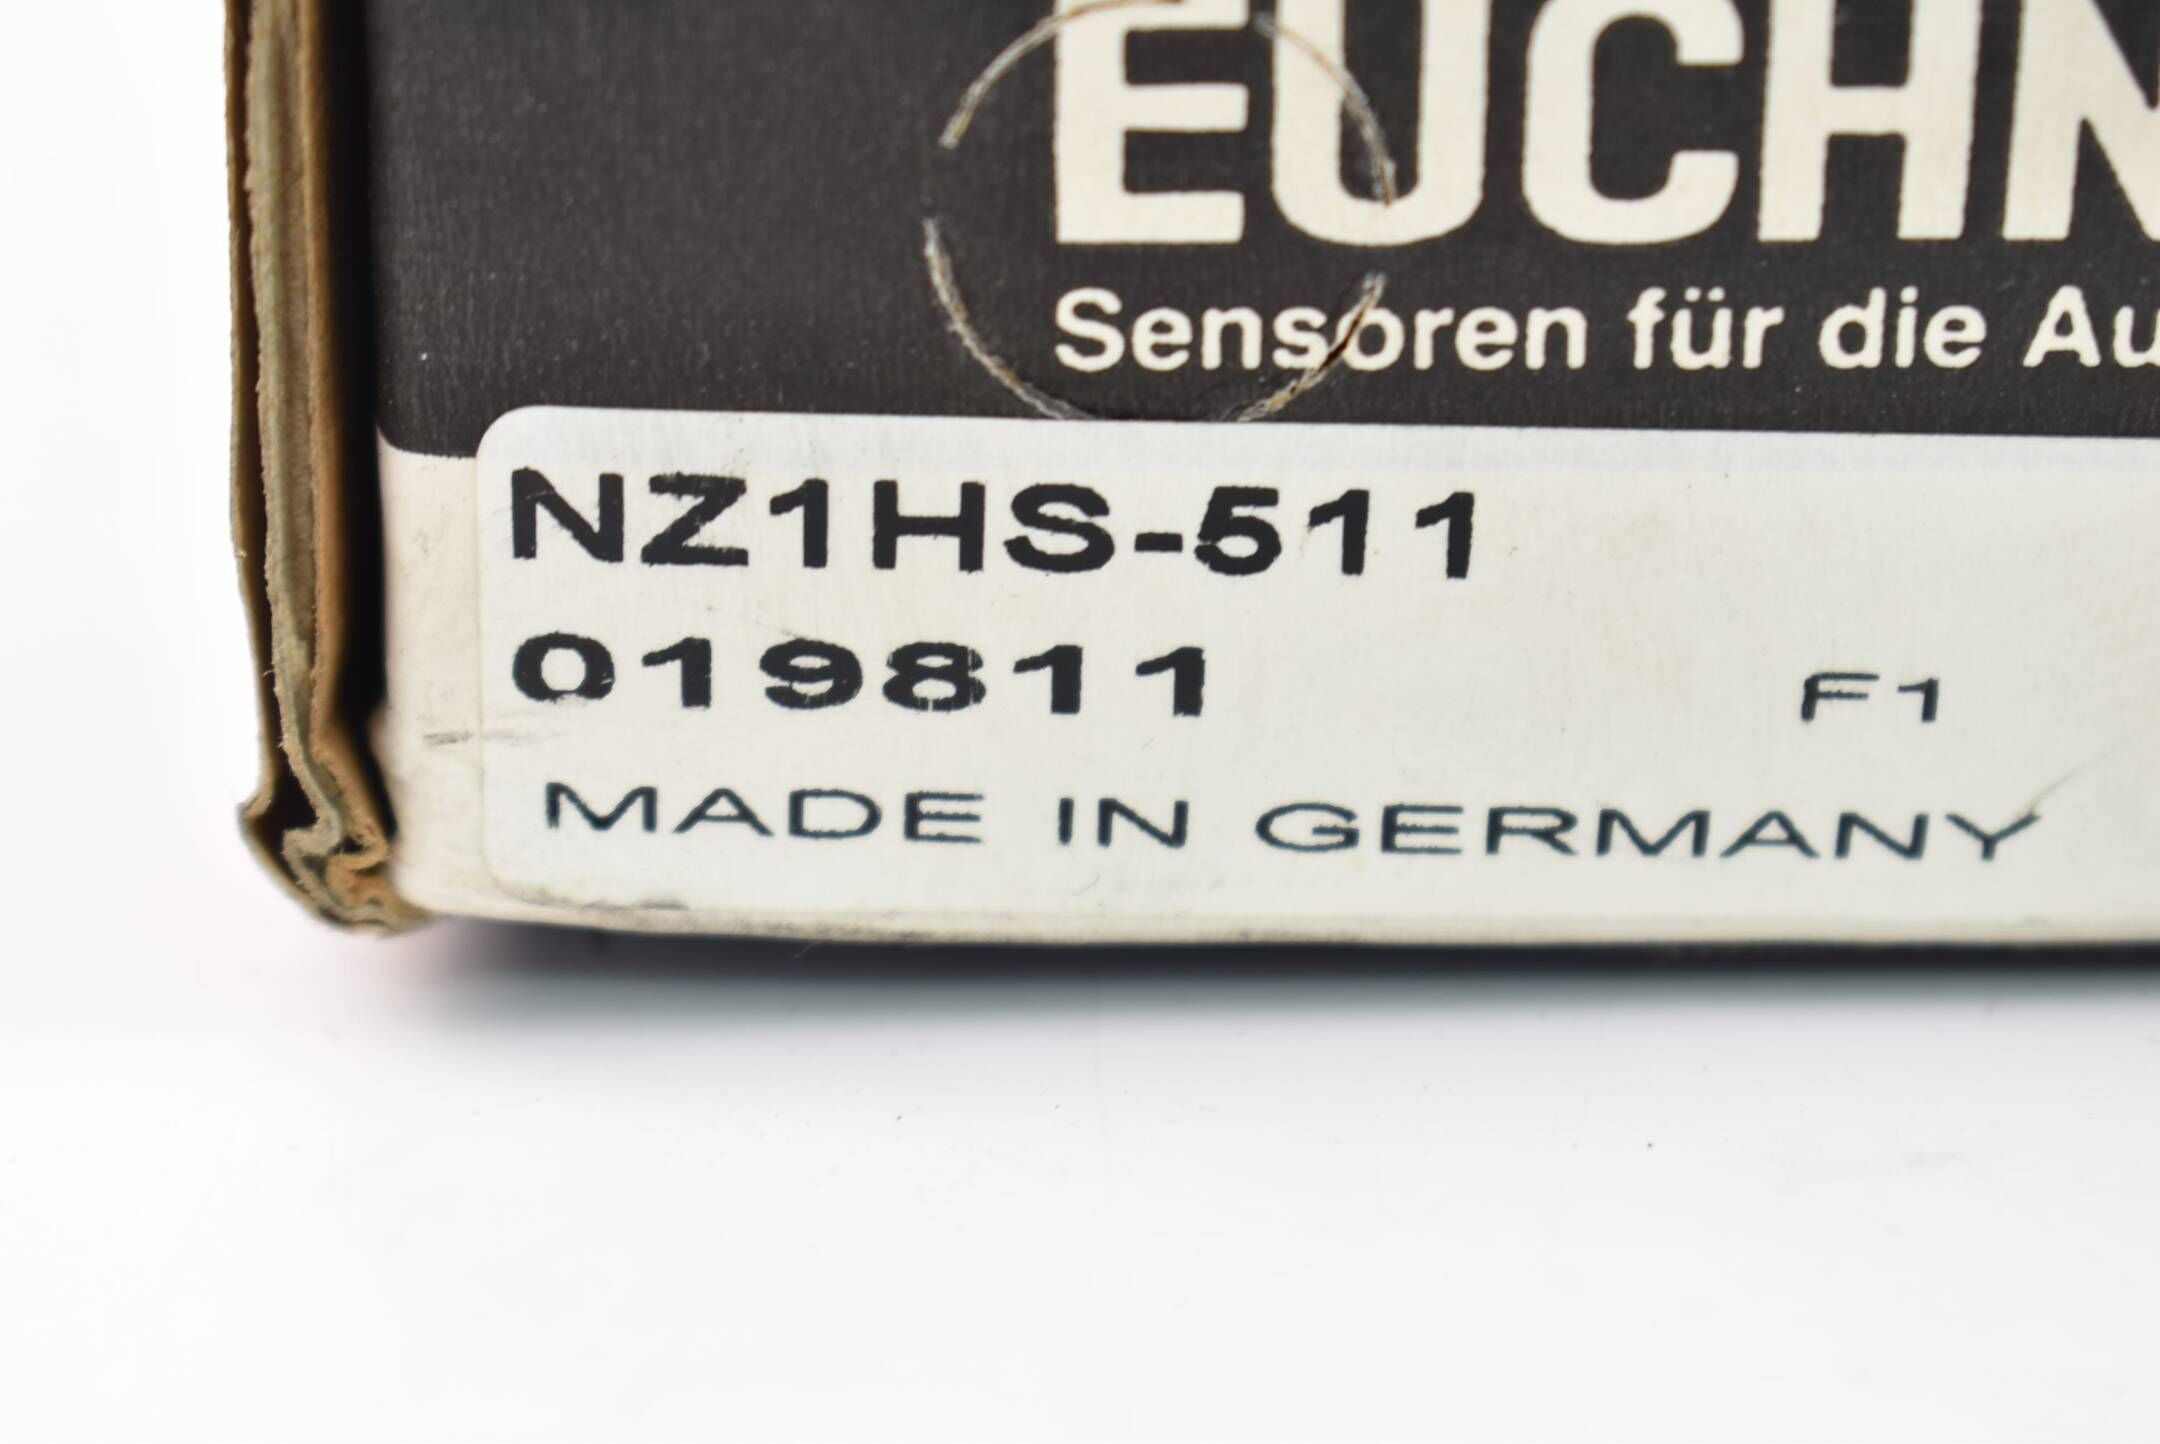 EUCHN
Sensoren für die Au
NZ1HS-511
019811
F1
MADE IN GERMANY